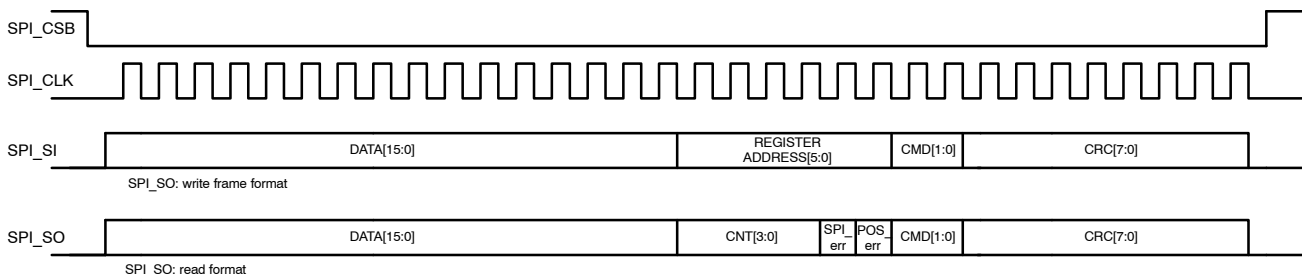 SPI_CSB
SPI_CLK
SPI_SI
DATA[15:0]
REGISTER
ADDRESS[5:0]
CMD[1:0]
CRC[7:0]
SPI_SO: write frame format
SPI_SO
DATA[15:0]
CNT[3:0]
SPI_
err
POS_
err
CMD[1:0]
CRC[7:0]
SPI_SO: read format